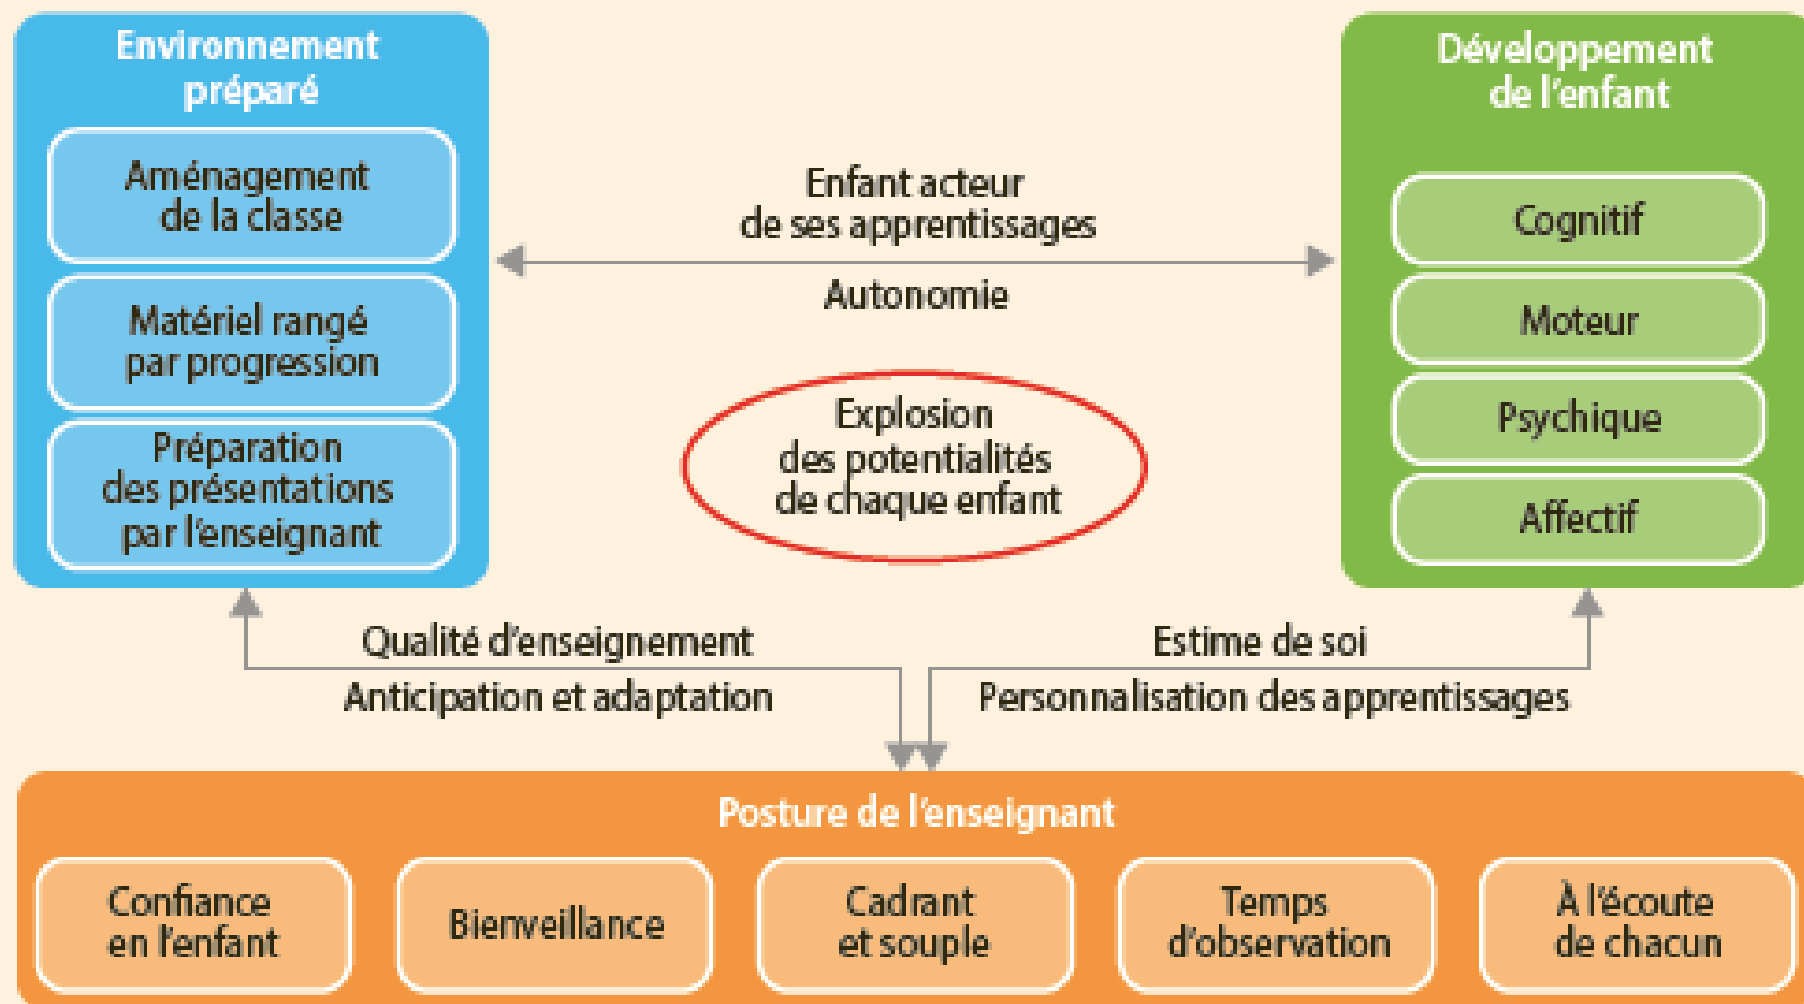 Environnement
préparé
Aménagement
de la classe
Matériel rangé
par progression
Préparation
des présentations
par l'enseignant
Enfant acteur
de ses apprentissages
Autonomie
Explosion
des potentialités
de chaque enfant
Développement
de l'enfant
Cognitif
Moteur
Psychique
Affectif
Qualité d'enseignement
Anticipation et adaptation
Estime de soi
Personnalisation des apprentissages
Posture de l'enseignant
Confiance
en l'enfant
Bienveillance
Cadrant
et souple
Temps
d'observation
À l'écoute
de chacun